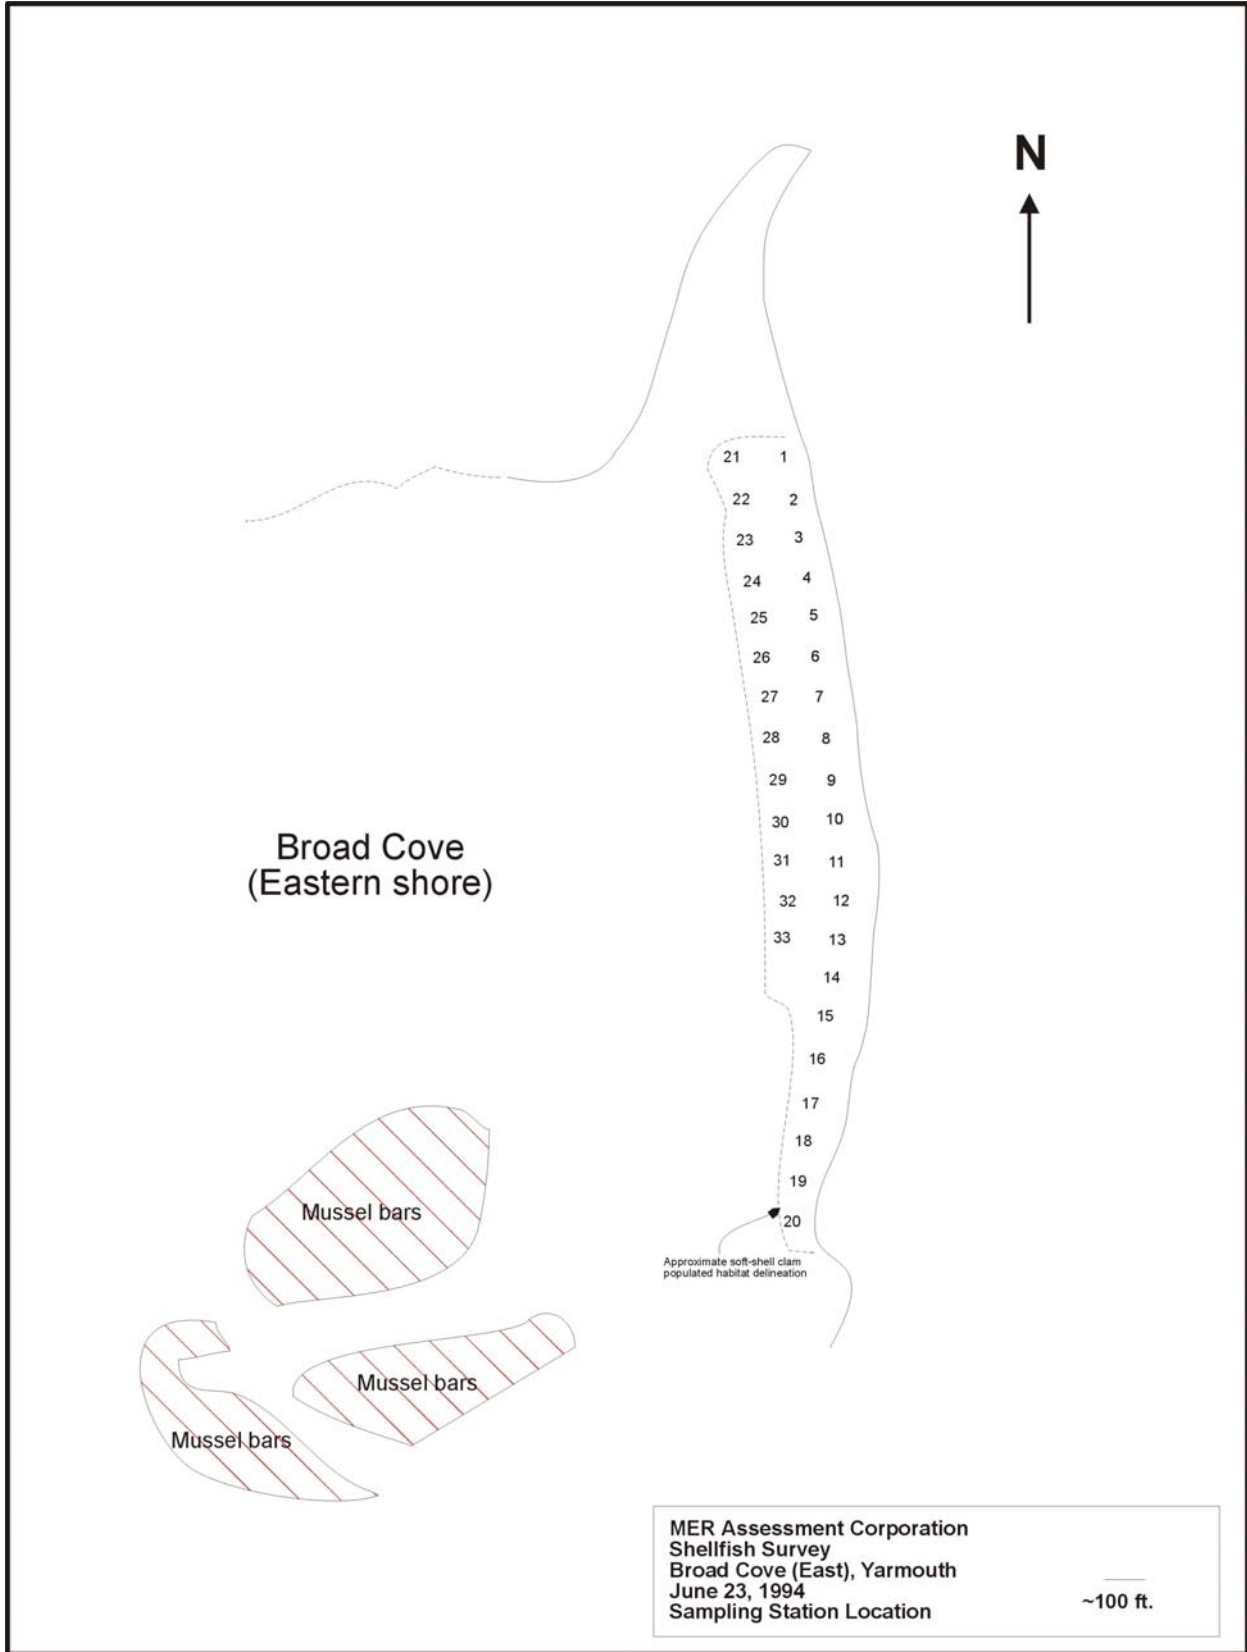 N
21 1
22 2
23 3
24 4
25 5
26 6
27 7
28 8
29 9
30 10
31 11
32 12
33 13
14
15
16
17
18
19
20
Broad Cove
(Eastern shore)
Approximate soft-shell clam
populated habitat delineation
Mussel bars
Mussel bars
Mussel bars
MER Assessment Corporation
Shellfish Survey
Broad Cove (East), Yarmouth
June 23, 1994
Sampling Station Location
~100 ft.